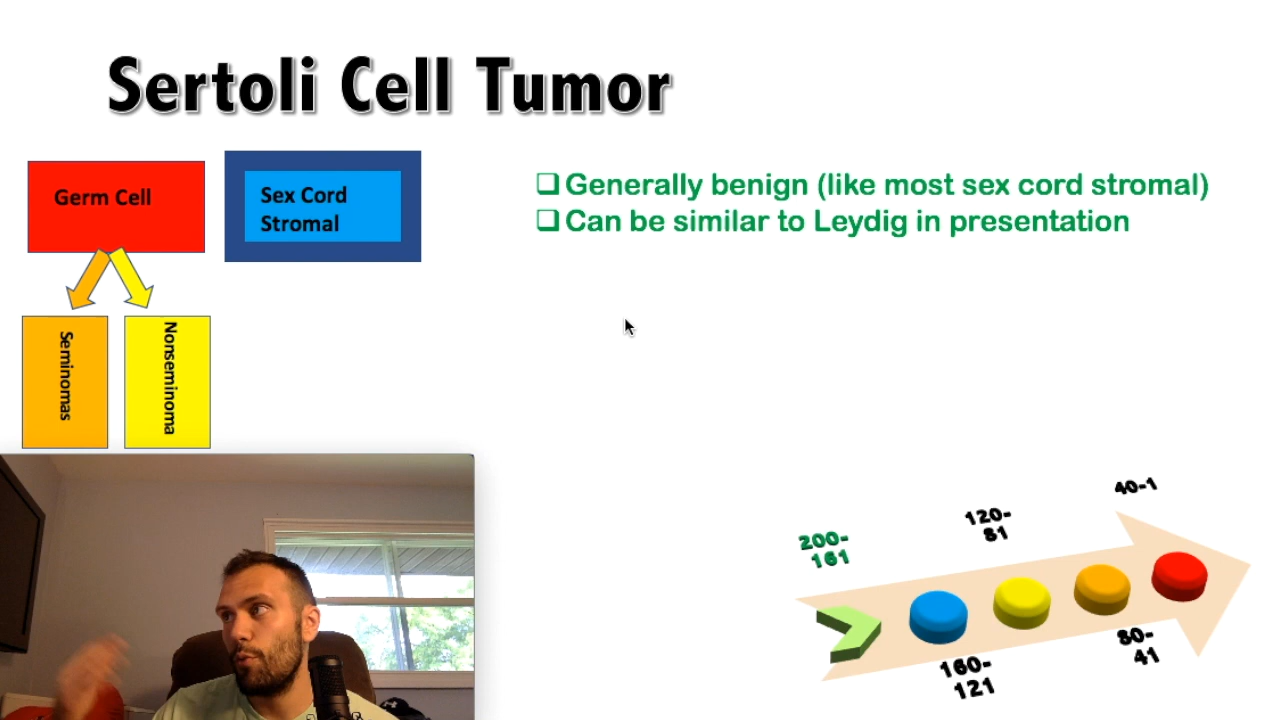 Sertoli Cell Tumor
Germ Cell
Sex Cord
Stromal
Generally benign (like most sex cord stromal)
Can be similar to Leydig in presentation
Seminomas
Nonseminoma
200-
161
160-
121
120-
81
80-
41
40-1